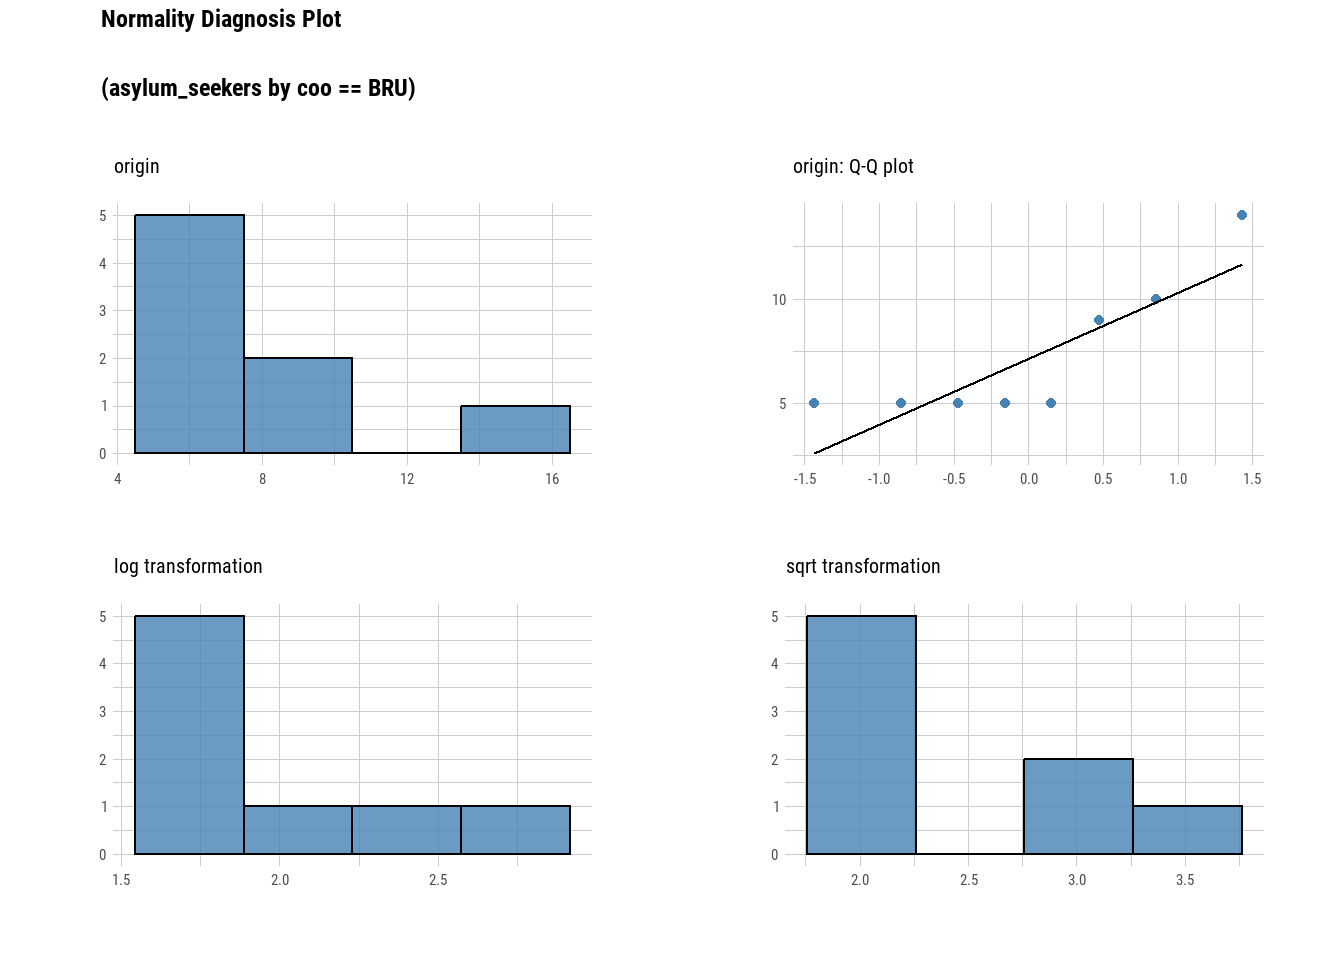 Normality Diagnosis Plot
(asylum_seekers by coo == BRU)
origin
5
4
3
2
1
0
4 8 12 16
origin: Q-Q plot
10
5
-1.5 -1.0 -0.5 0.0 0.5 1.0 1.5
log transformation
5
4
3
2
1
0
1.5 2.0 2.5
sqrt transformation
5
4
3
2
1
0
2.0 2.5 3.0 3.5